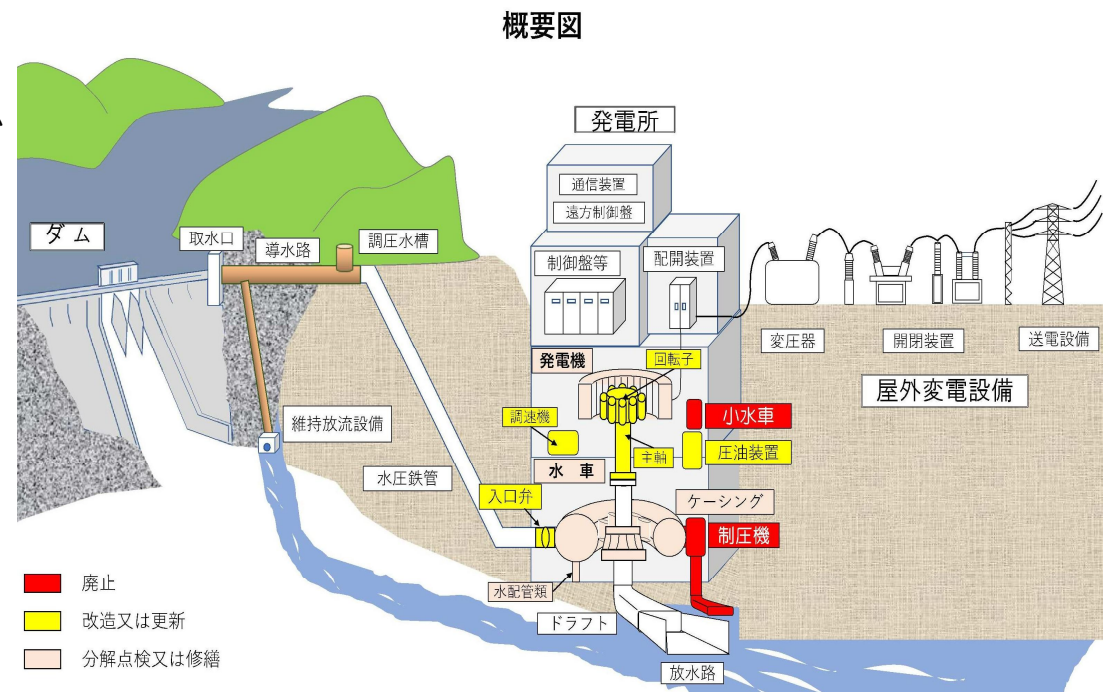 概要図
発電所
通信装置
遠方制御盤
ダム
取水口
導水路
調圧水槽
制御盤等
配開装置
変圧器
開閉装置
送電設備
屋外変電設備
発電機
回転子
調速機
小水車
主軸
圧油装置
維持放流設備
水圧鉄管
水 車
入口弁
ケーシング
制圧機
水配管類
ドラフト
放水路
廃止
改造又は更新
分解点検又は修繕